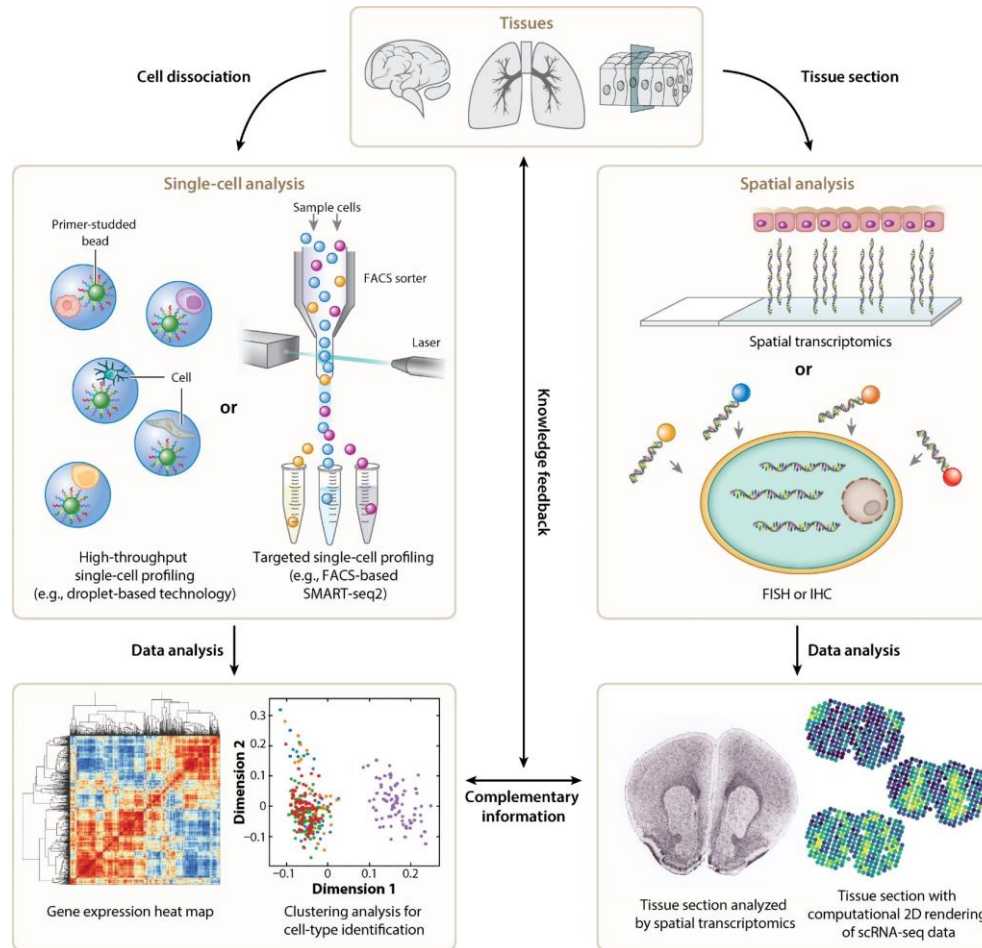 Tissues
Cell dissociation
Tissue section
Single-cell analysis
Primer-studded
bead
Sample cells
FACS sorter
Laser
Cell
or
High-throughput
single-cell profiling
(e.g., droplet-based technology)
Targeted single-cell profiling
(e.g., FACS-based
SMART-seq2)
Knowledge feedback
Spatial analysis
Spatial transcriptomics
or
FISH or IHC
Data analysis
Data analysis
0.3
0.2
0.1
0
−0.1
Dimension 2
−0.1
0
0.1
0.2
Dimension 1
Gene expression heat map
Clustering analysis for
cell-type identification
Complementary
information
Tissue section analyzed
by spatial transcriptomics
Tissue section with
computational 2D rendering
of scRNA-seq data